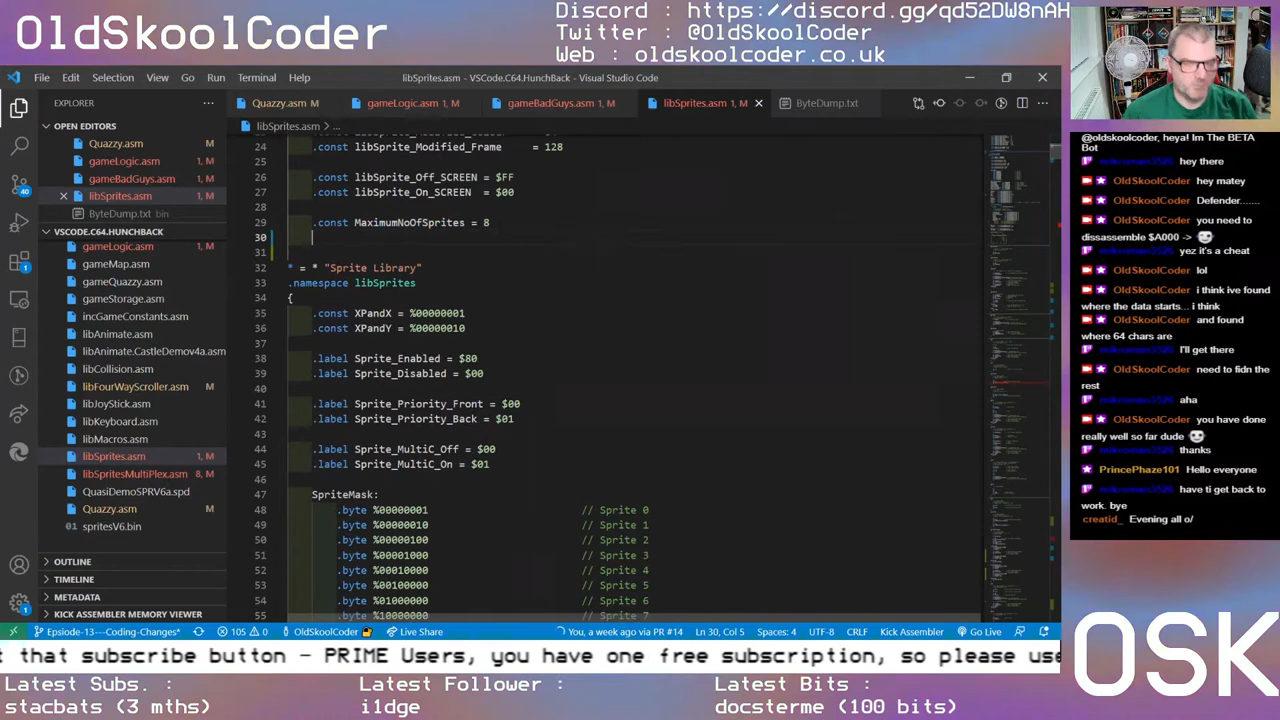 OldSkoolCoder
Discord : https://discord.gg/qd52DW8nAH
Twitter : @OldSkoolCoder
Web : oldskoolcoder.co.uk
File Edit Selection View Go Run Terminal Help
libSprites.asm - VSCode.C64.HunchBack - Visual Studio Code
EXPLORER
Quazzy.asm M
gameLogic.asm 1, M
gameBadGuys.asm 1, M
libSprites.asm 1, M
ByteDump.txt
OPEN EDITORS
Quazzy.asm M
gameLogic.asm 1, M
gameBadGuys.asm 1, M
libSprites.asm 1, M
ByteDump.txt bin
VSCODE.C64.HUNCHBACK
gameLogic.asm 1, M
gameMap.asm
gameQuazzy.asm M
gameStorage.asm
incGameConstants.asm
libAnimate.asm
libAnimate.CastleDemov4a.asm
libComian.asm
libFourWayScroller.asm M
libJoyStick.asm
libKeyboard.asm
libMacros.asm
libSprites.asm 1, M
libSpritesMultiPlex.asm 8, M
QuasiDemoSPRV6a.spd
Quazzy.asm M
spritesV6.bin
OUTLINE
TIMELINE
METADATA
KICK ASSEMBLER MEMORY VIEWER
libSprites.asm > ...
24 .const libSprite_Modified_Frame = 128
25
26 .const libSprite_Off_SCREEN = $FF
27 .const libSprite_On_SCREEN = $00
28
29 .const MaximumNoOfSprites = 8
30
31
32 * = * "Sprite Library"
33 .namespace libSprites
34 {
35 .const XPandX = %00000001
36 .const XPandY = %00000010
37
38 .label Sprite_Enabled = $80
39 .label Sprite_Disabled = $00
40
41 .label Sprite_Priority_Front = $00
42 .label Sprite_Priority_Back = $01
43
44 .label Sprite_MultiC_Off = $00
45 .label Sprite_MultiC_On = $01
46
47 SpriteMask:
48 .byte %00000001 // Sprite 0
49 .byte %00000010 // Sprite 1
50 .byte %00000100 // Sprite 2
51 .byte %00001000 // Sprite 3
52 .byte %00010000 // Sprite 4
53 .byte %00100000 // Sprite 5
54 .byte %01000000 // Sprite 6
55 .byte %10000000 // Sprite 7
Epsiode-13---Coding-Changes* 105 0 OldSkoolCoder Live Share You, a week ago via PR #14 Ln 30, Col 5 Spaces: 4 UTF-8 CRLF Kick Assembler Go Live
@oldskoolcoder, heya! Im The BETA
Bot
hey there
OldSkoolCoder hey matey
OldSkoolCoder Defender......
OldSkoolCoder you need to
dissassemble $A000 ->
yez it's a cheat
OldSkoolCoder lol
OldSkoolCoder i think ive found
where the data starts... i think
OldSkoolCoder and found
where 64 chars are
I'll get there
OldSkoolCoder need to fidn the
rest
aha
OldSkoolCoder you have done
really well so far dude
thanks
PrincePhaze101 Hello everyone
have ti get back to
work. bye
creatid_ Evening all o/
t that subscribe button - PRIME Users, you have one free subscription, so please use
Latest Subs. :
stacbats (3 mths)
Latest Follower :
i1dge
Latest Bits :
docsterme (100 bits)
OSK